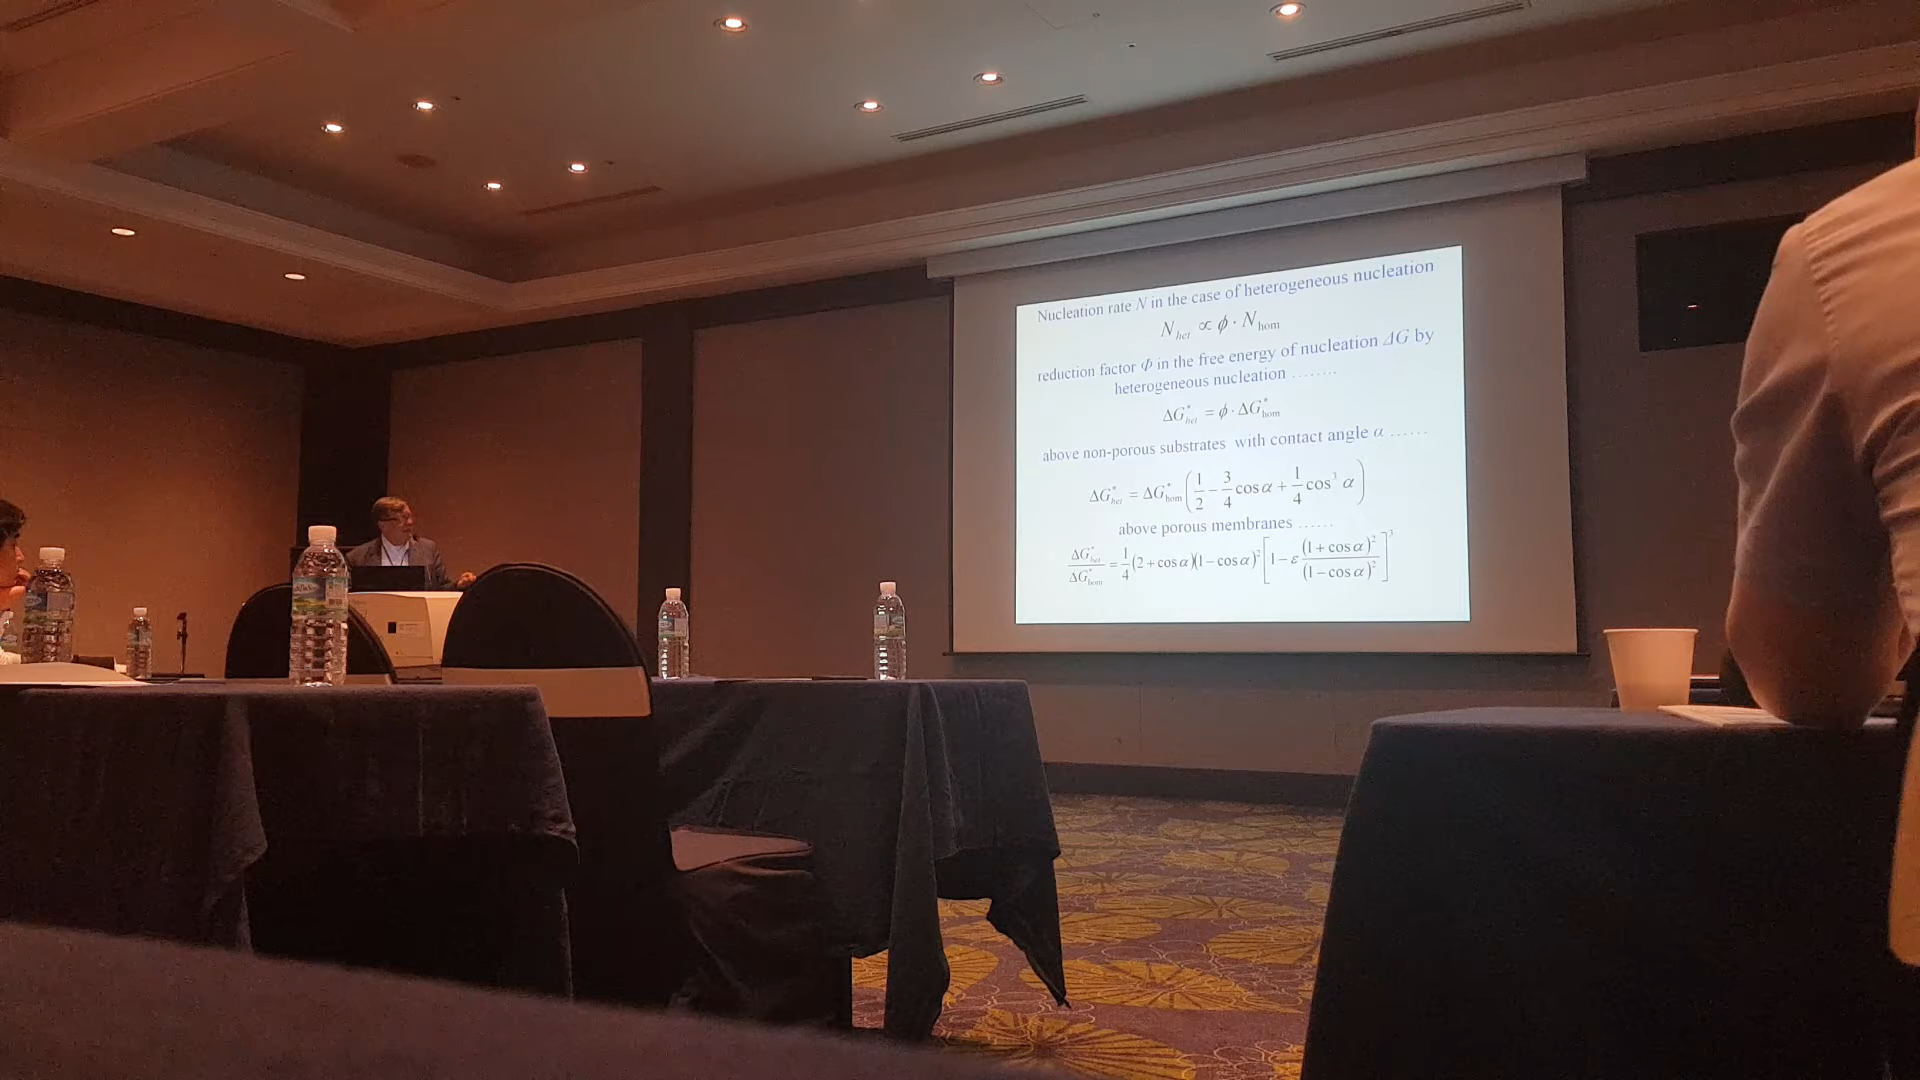 Nucleation rate N in the case of heterogeneous nucleation
N_het ∝ ϕ · N_hom
reduction factor Φ in the free energy of nucleation ΔG by
heterogeneous nucleation ........
ΔG*_het = ϕ · ΔG*_hom
above non-porous substrates with contact angle α ......
ΔG*_het = ΔG*_hom (1/2 − 3/4 cos α + 1/4 cos³ α)
above porous membranes ......
ΔG*_het / ΔG*_hom = 1/4 (2 + cos α)(1 − cos α)² [1 − ε (1 + cos α)² / (1 − cos α)²]³